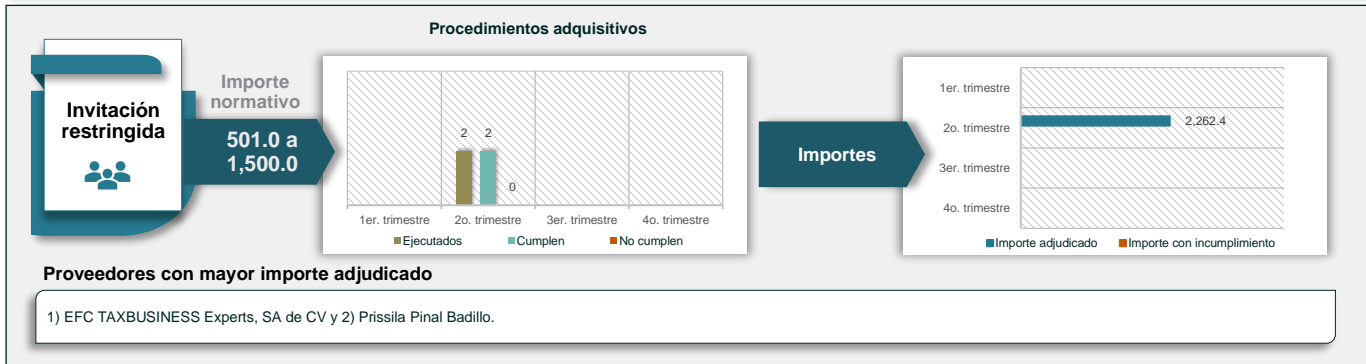 Procedimientos adquisitivos
Invitación
restringida
Importe
normativo
501.0 a
1,500.0
2
2
0
1er. trimestre
2o. trimestre
3er. trimestre
4o. trimestre
Ejecutados
Cumplen
No cumplen
Importes
1er. trimestre
2o. trimestre
2,262.4
3er. trimestre
4o. trimestre
Importe adjudicado
Importe con incumplimiento
Proveedores con mayor importe adjudicado
1) EFC TAXBUSINESS Experts, SA de CV y 2) Prissila Pinal Badillo.